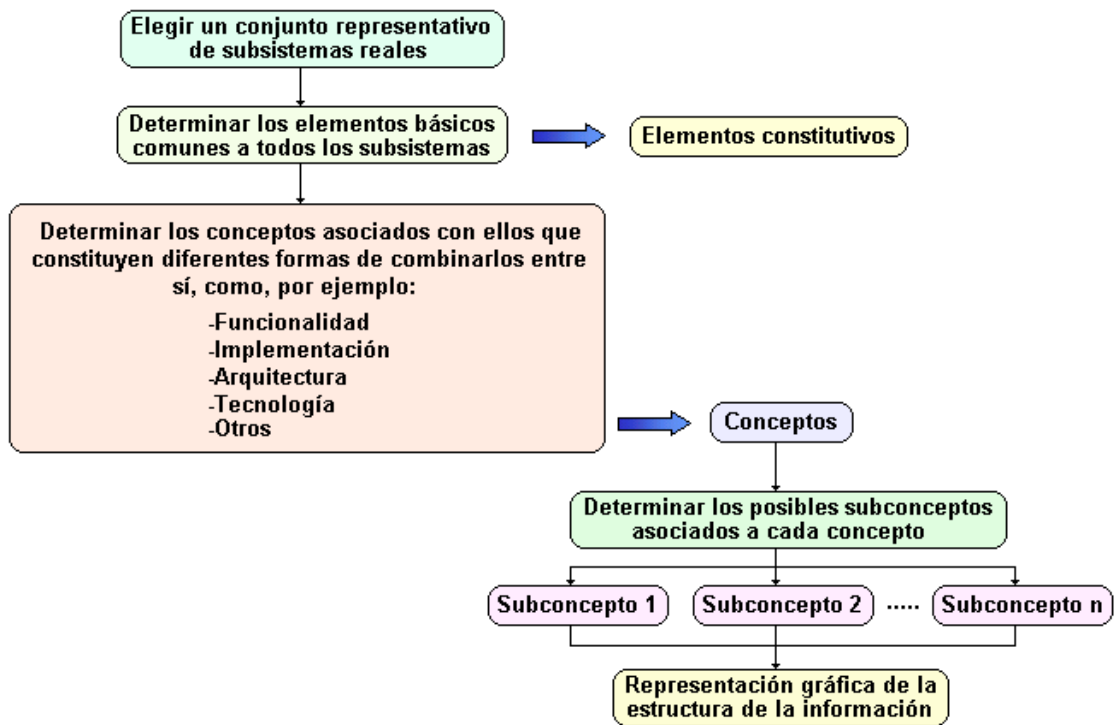 Elegir un conjunto representativo
de subsistemas reales
Determinar los elementos básicos
comunes a todos los subsistemas
Elementos constitutivos
Determinar los conceptos asociados con ellos que
constituyen diferentes formas de combinarlos entre
sí, como, por ejemplo:
-Funcionalidad
-Implementación
-Arquitectura
-Tecnología
-Otros
Conceptos
Determinar los posibles subconceptos
asociados a cada concepto
Subconcepto 1
Subconcepto 2
.....
Subconcepto n
Representación gráfica de la
estructura de la información